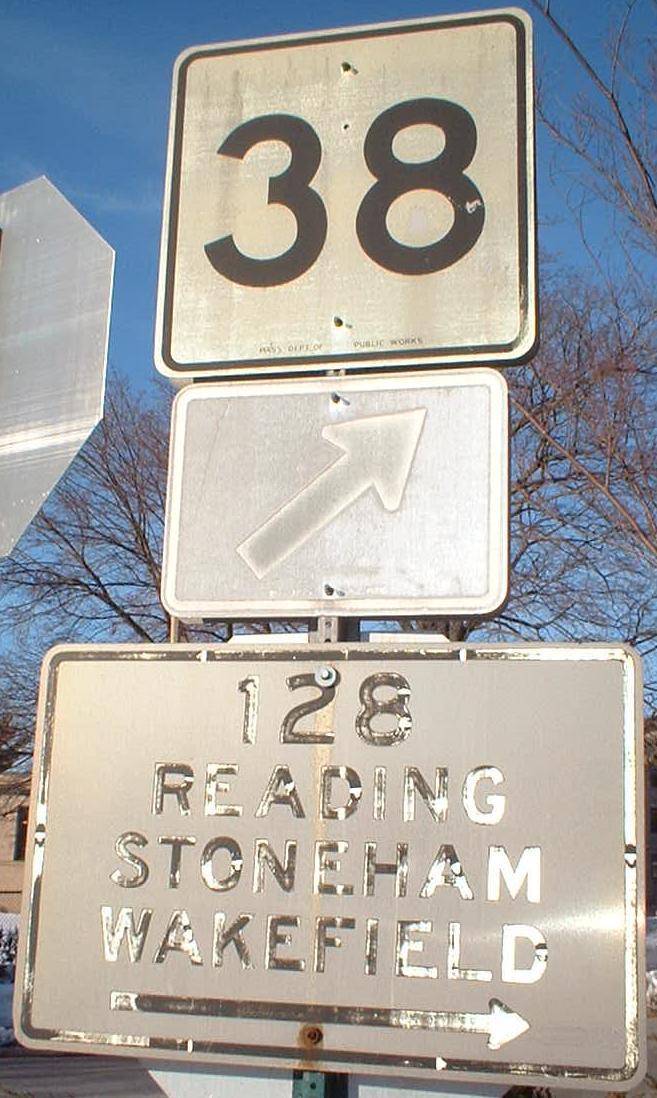 38
MASS DEPT OF PUBLIC WORKS
128
READING
STONEHAM
WAKEFIELD